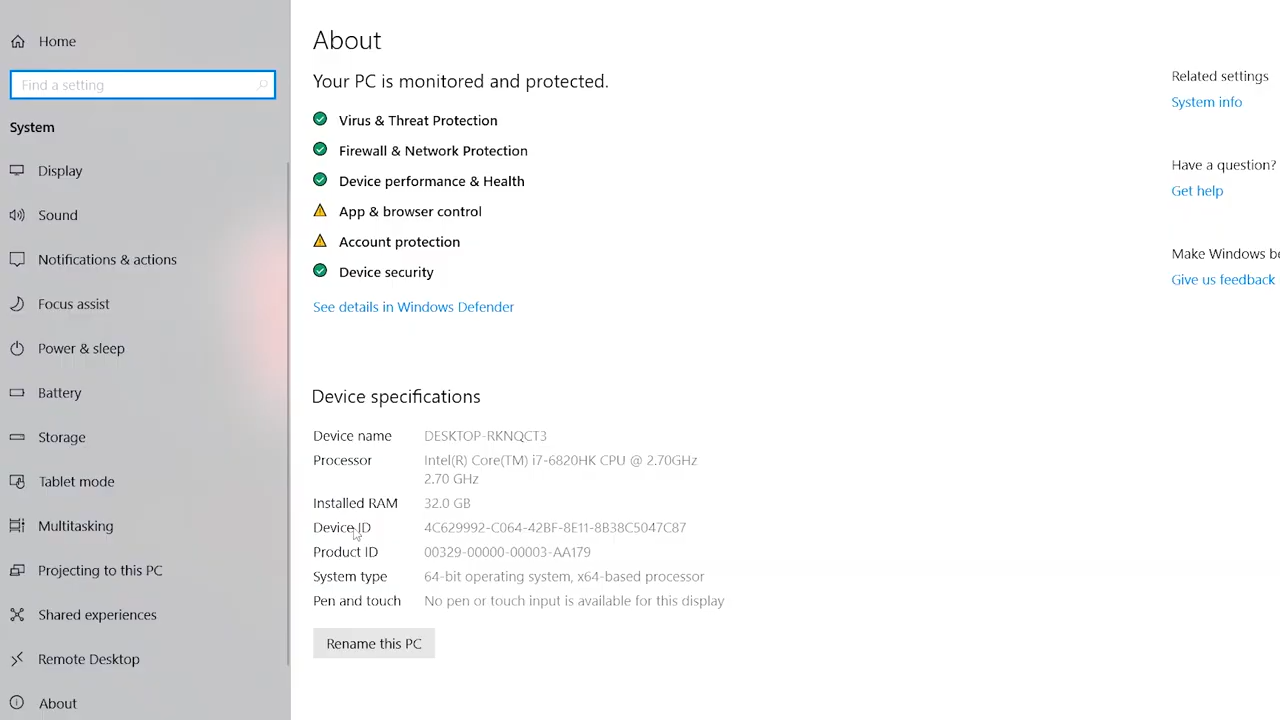 Home
Find a setting
System
Display
Sound
Notifications & actions
Focus assist
Power & sleep
Battery
Storage
Tablet mode
Multitasking
Projecting to this PC
Shared experiences
Remote Desktop
About
About
Your PC is monitored and protected.
Virus & Threat Protection
Firewall & Network Protection
Device performance & Health
App & browser control
Account protection
Device security
See details in Windows Defender
Device specifications
Device name DESKTOP-RKNQCT3
Processor Intel(R) Core(TM) i7-6820HK CPU @ 2.70GHz
2.70 GHz
Installed RAM 32.0 GB
Device ID 4C629992-C064-42BF-8E11-8B38C5047C87
Product ID 00329-00000-00003-AA179
System type 64-bit operating system, x64-based processor
Pen and touch No pen or touch input is available for this display
Rename this PC
Related settings
System info
Have a question?
Get help
Make Windows be
Give us feedback